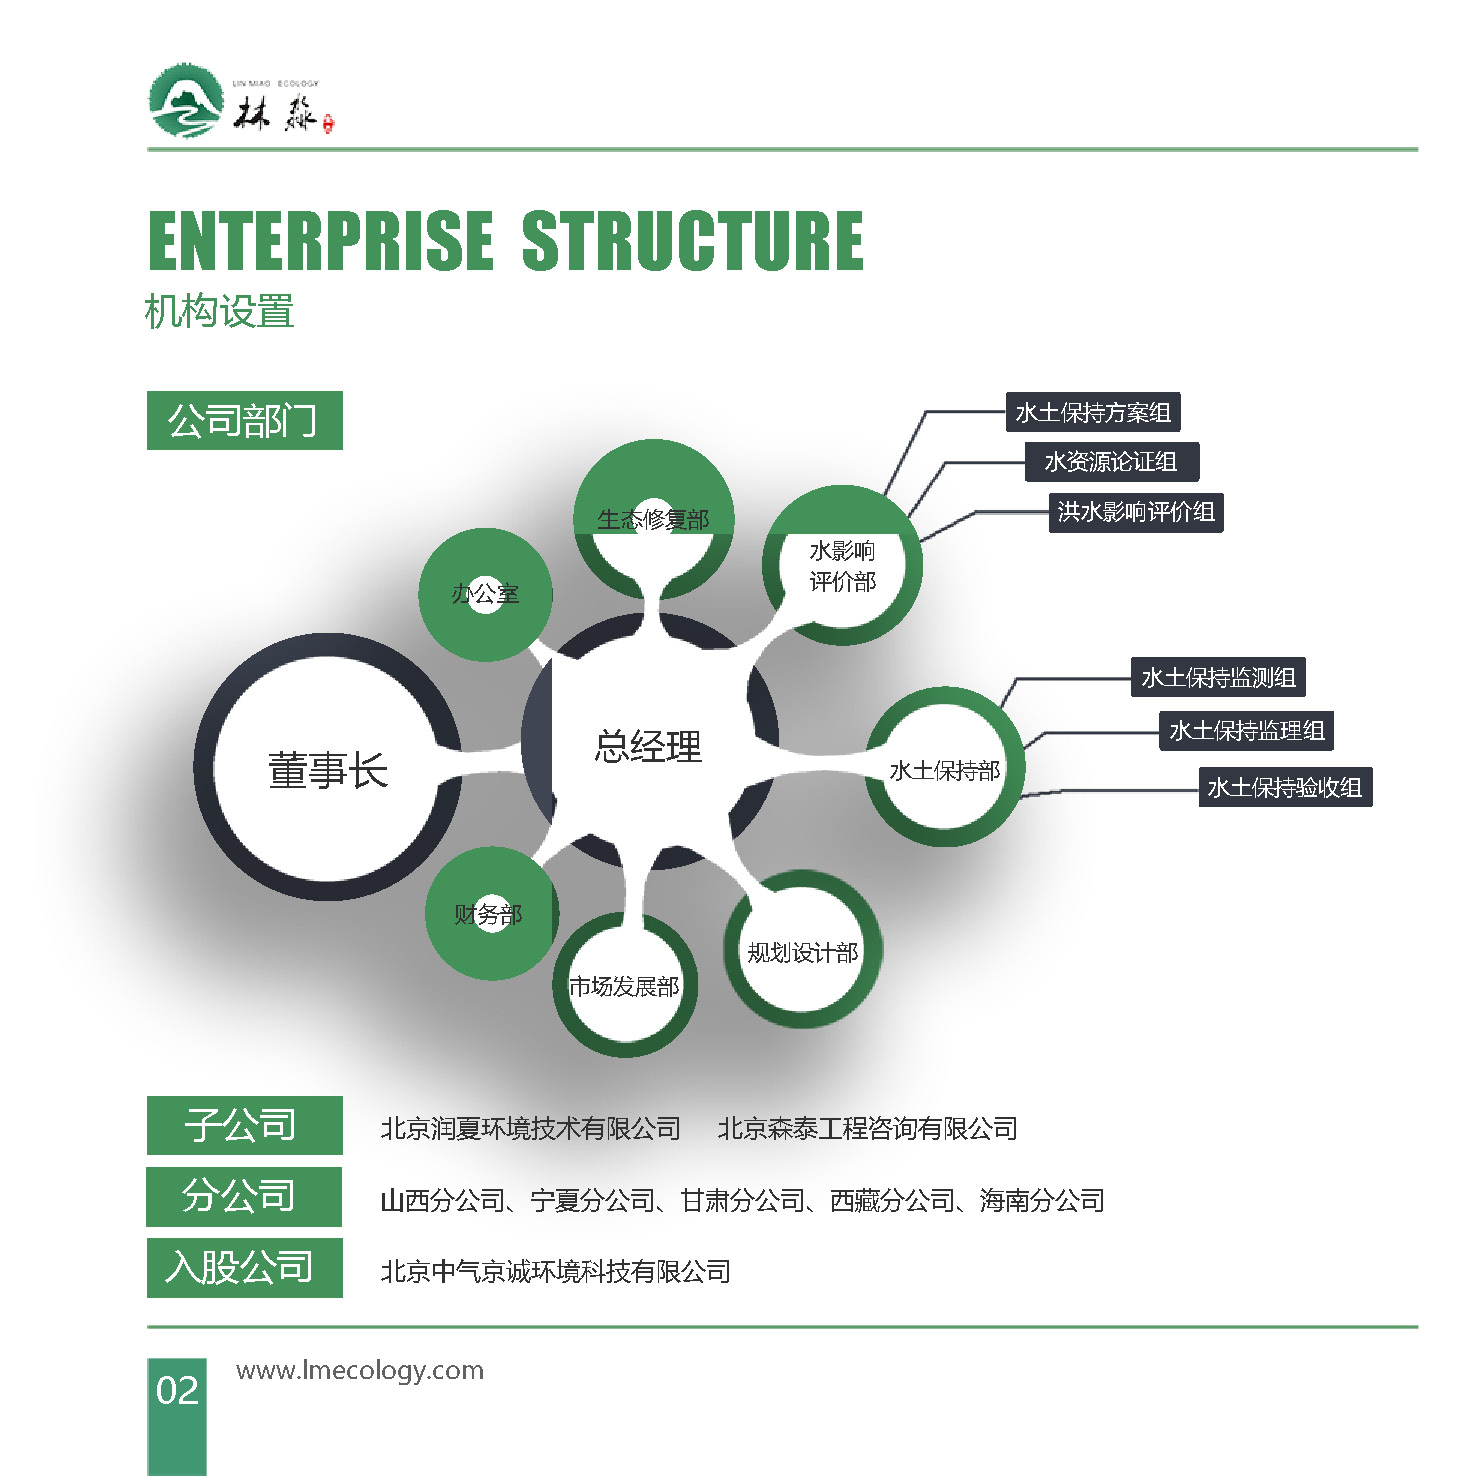 LIN MIAO ECOLOGY
林淼
ENTERPRISE STRUCTURE
机构设置
公司部门
水土保持方案组
水资源论证组
洪水影响评价组
生态修复部
水影响
评价部
办公室
水土保持监测组
水土保持监理组
水土保持验收组
董事长
总经理
水土保持部
财务部
市场发展部
规划设计部
子公司
北京润夏环境技术有限公司 北京森泰工程咨询有限公司
分公司
山西分公司、宁夏分公司、甘肃分公司、西藏分公司、海南分公司
入股公司
北京中气京诚环境科技有限公司
www.lmecology.com
02